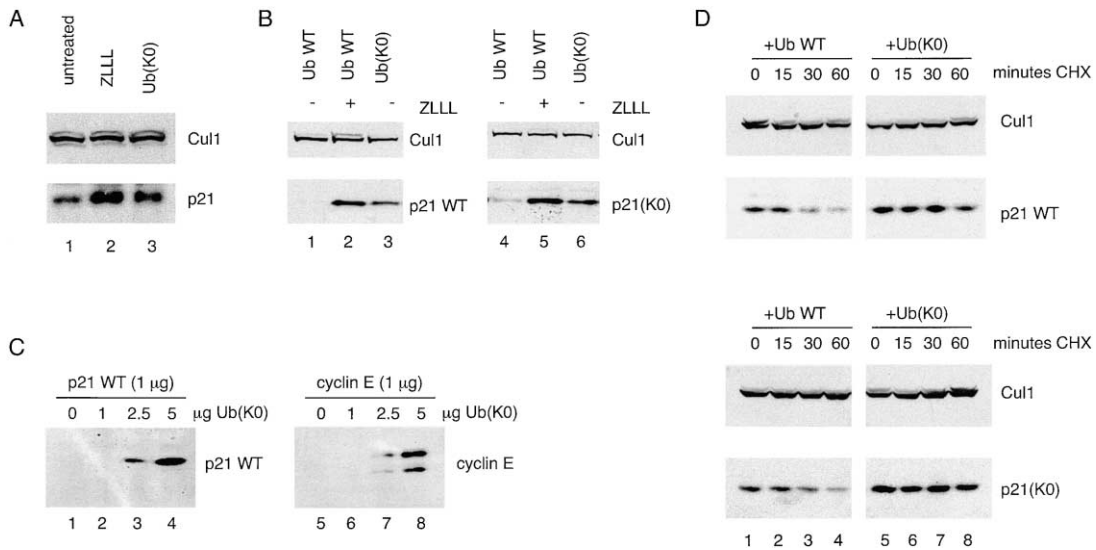 A
untreated
ZLLL
Ub(K0)
Cul1
p21
1 2 3
B
Ub WT
Ub WT
Ub(K0)
Ub WT
Ub WT
Ub(K0)
- + - ZLLL - + - ZLLL
Cul1 Cul1
p21 WT p21(K0)
1 2 3 4 5 6
C
p21 WT (1 µg) cyclin E (1 µg)
0 1 2.5 5 µg Ub(K0) 0 1 2.5 5 µg Ub(K0)
p21 WT cyclin E
1 2 3 4 5 6 7 8
D
+Ub WT +Ub(K0)
0 15 30 60 0 15 30 60 minutes CHX
Cul1
p21 WT
+Ub WT +Ub(K0)
0 15 30 60 0 15 30 60 minutes CHX
Cul1
p21(K0)
1 2 3 4 5 6 7 8